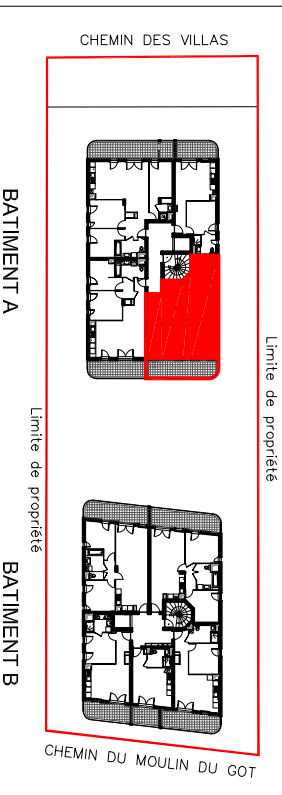 CHEMIN DES VILLAS
BATIMENT A
Limite de propriété
Limite de propriété
BATIMENT B
CHEMIN DU MOULIN DU GOT